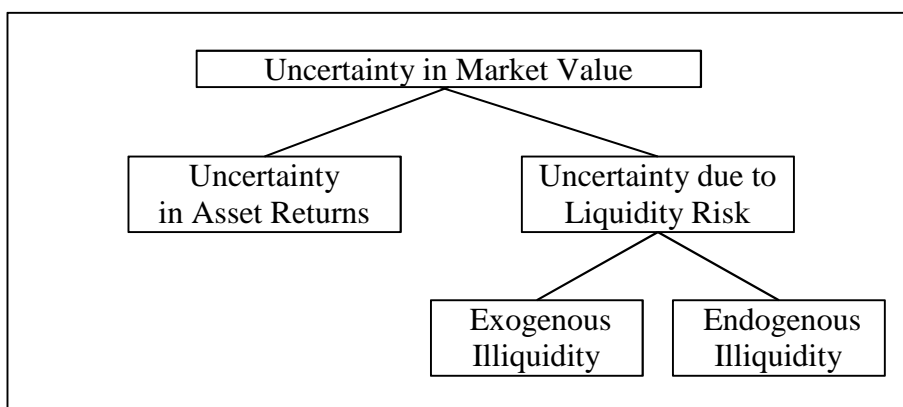 Uncertainty in Market Value
Uncertainty
in Asset Returns
Uncertainty due to
Liquidity Risk
Exogenous
Illiquidity
Endogenous
Illiquidity